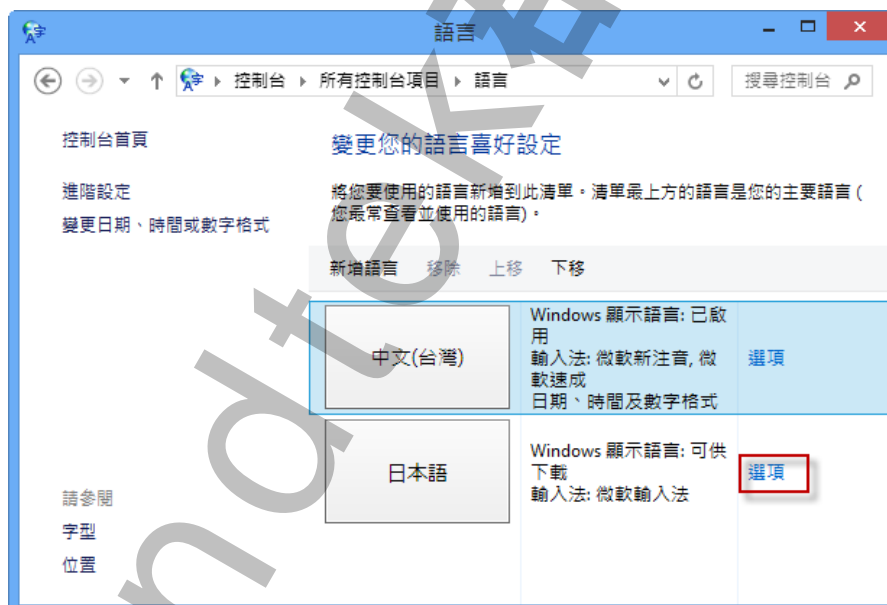 語言
控制台 ▸ 所有控制台項目 ▸ 語言
搜尋控制台
控制台首頁
進階設定
變更日期、時間或數字格式
變更您的語言喜好設定
將您要使用的語言新增到此清單。清單最上方的語言是您的主要語言 (
您最常查看並使用的語言)。
新增語言 移除 上移 下移
中文(台灣)
Windows 顯示語言: 已啟
用
輸入法: 微軟新注音, 微
軟速成
日期、時間及數字格式
選項
日本語
Windows 顯示語言: 可供
下載
輸入法: 微軟輸入法
選項
請參閱
字型
位置
ndtek